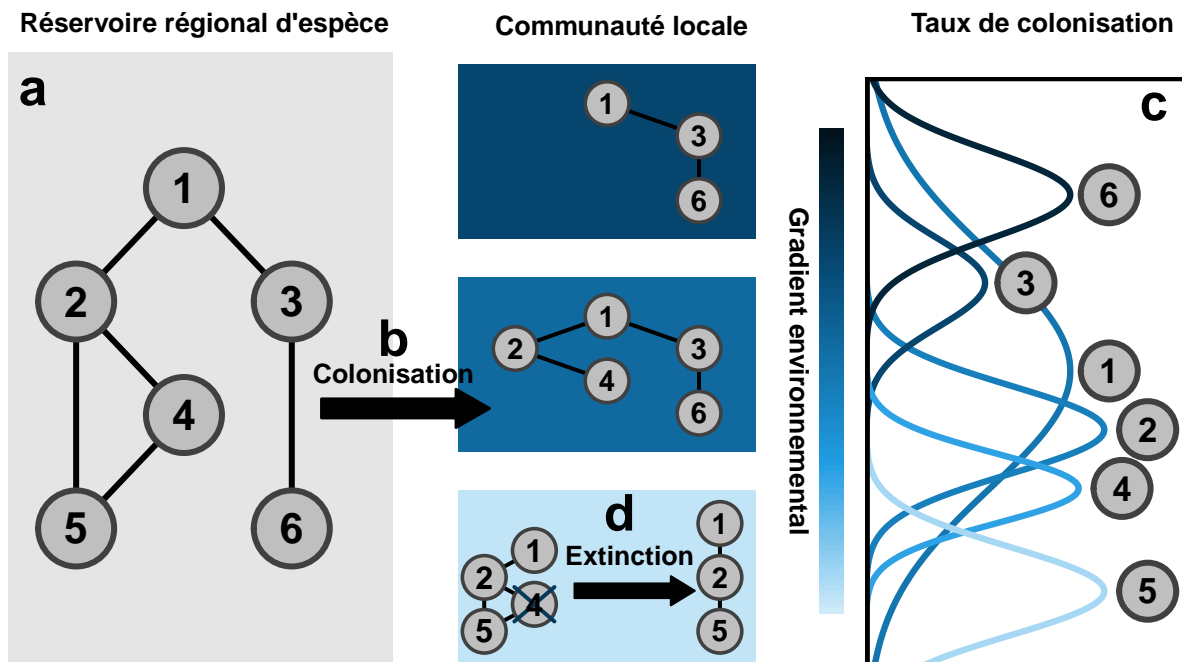 Réservoire régional d'espèce
Communauté locale
Taux de colonisation
a
1
2
3
4
5
6
b
Colonisation
1
3
6
1
2
3
4
6
d
Extinction
1
2
4
5
1
2
5
Gradient environnemental
c
6
3
1
2
4
5